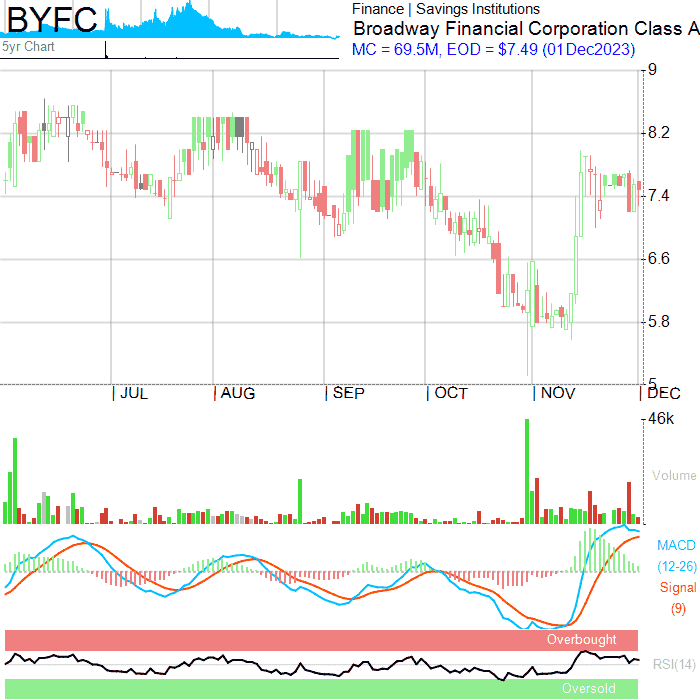 BYFC
5yr Chart
Finance | Savings Institutions
Broadway Financial Corporation Class A
MC = 69.5M, EOD = $7.49 (01Dec2023)
9
8.2
7.4
6.6
5.8
5
| JUL | AUG | SEP | OCT | NOV | DEC
46k
Volume
MACD
(12-26)
Signal
(9)
Overbought
RSI(14)
Oversold